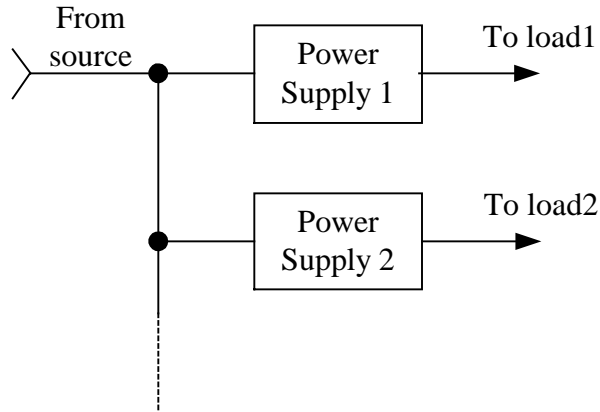 From
source
Power
Supply 1
To load1
Power
Supply 2
To load2